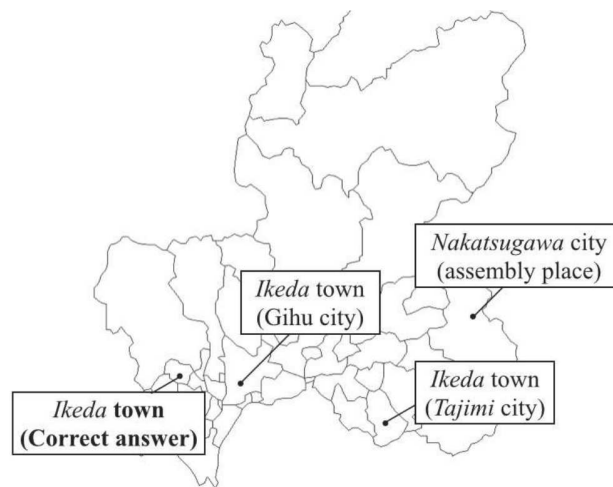 Nakatsugawa city
(assembly place)
Ikeda town
(Gihu city)
Ikeda town
(Tajimi city)
Ikeda town
(Correct answer)